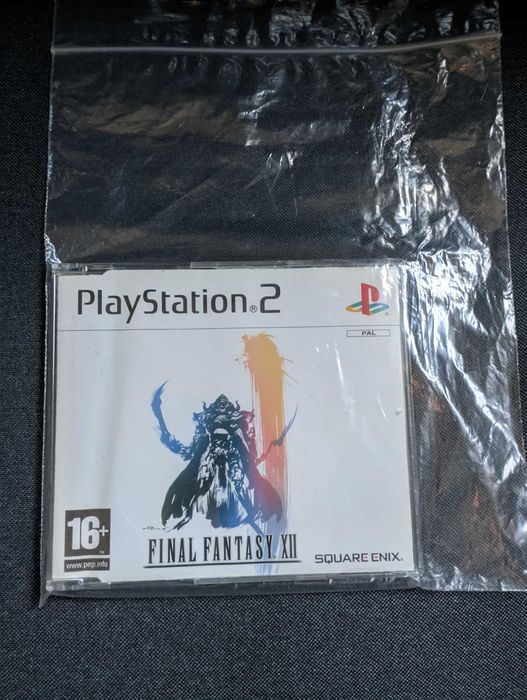 PlayStation®2
PAL
16+
www.pegi.info
FINAL FANTASY XII
SQUARE ENIX